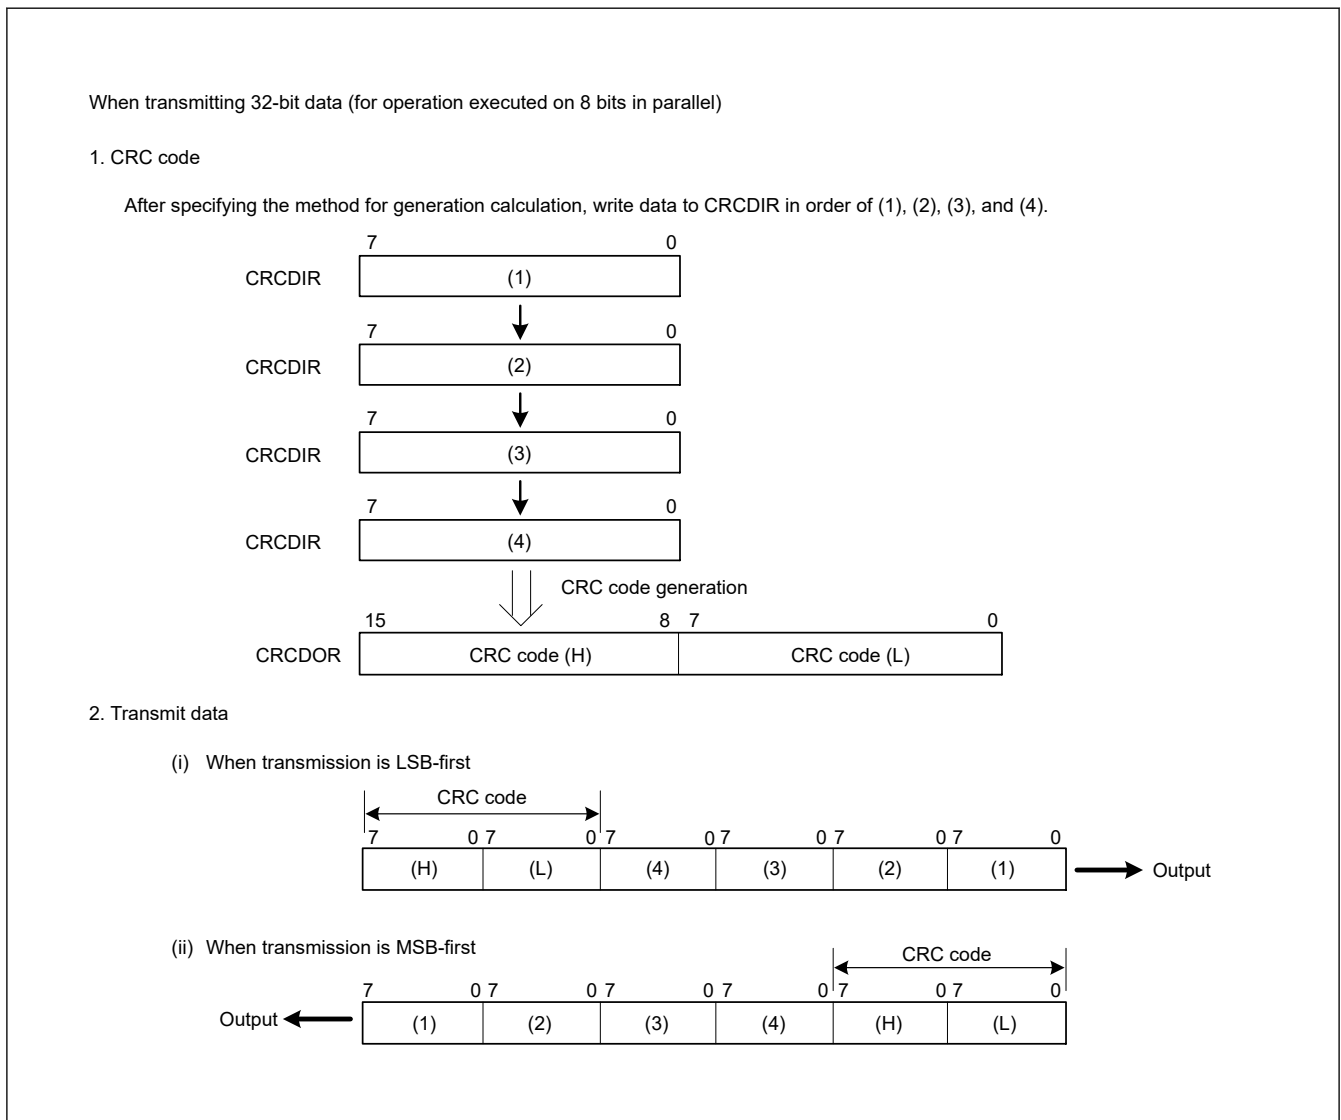 When transmitting 32-bit data (for operation executed on 8 bits in parallel)
1. CRC code
After specifying the method for generation calculation, write data to CRCDIR in order of (1), (2), (3), and (4).
7 0
CRCDIR (1)
7 0
CRCDIR (2)
7 0
CRCDIR (3)
7 0
CRCDIR (4)
CRC code generation
15 8 7 0
CRCDOR CRC code (H) CRC code (L)
2. Transmit data
(i) When transmission is LSB-first
CRC code
7 0 7 0 7 0 7 0 7 0 7 0
(H) (L) (4) (3) (2) (1) Output
(ii) When transmission is MSB-first
CRC code
7 0 7 0 7 0 7 0 7 0 7 0
Output (1) (2) (3) (4) (H) (L)